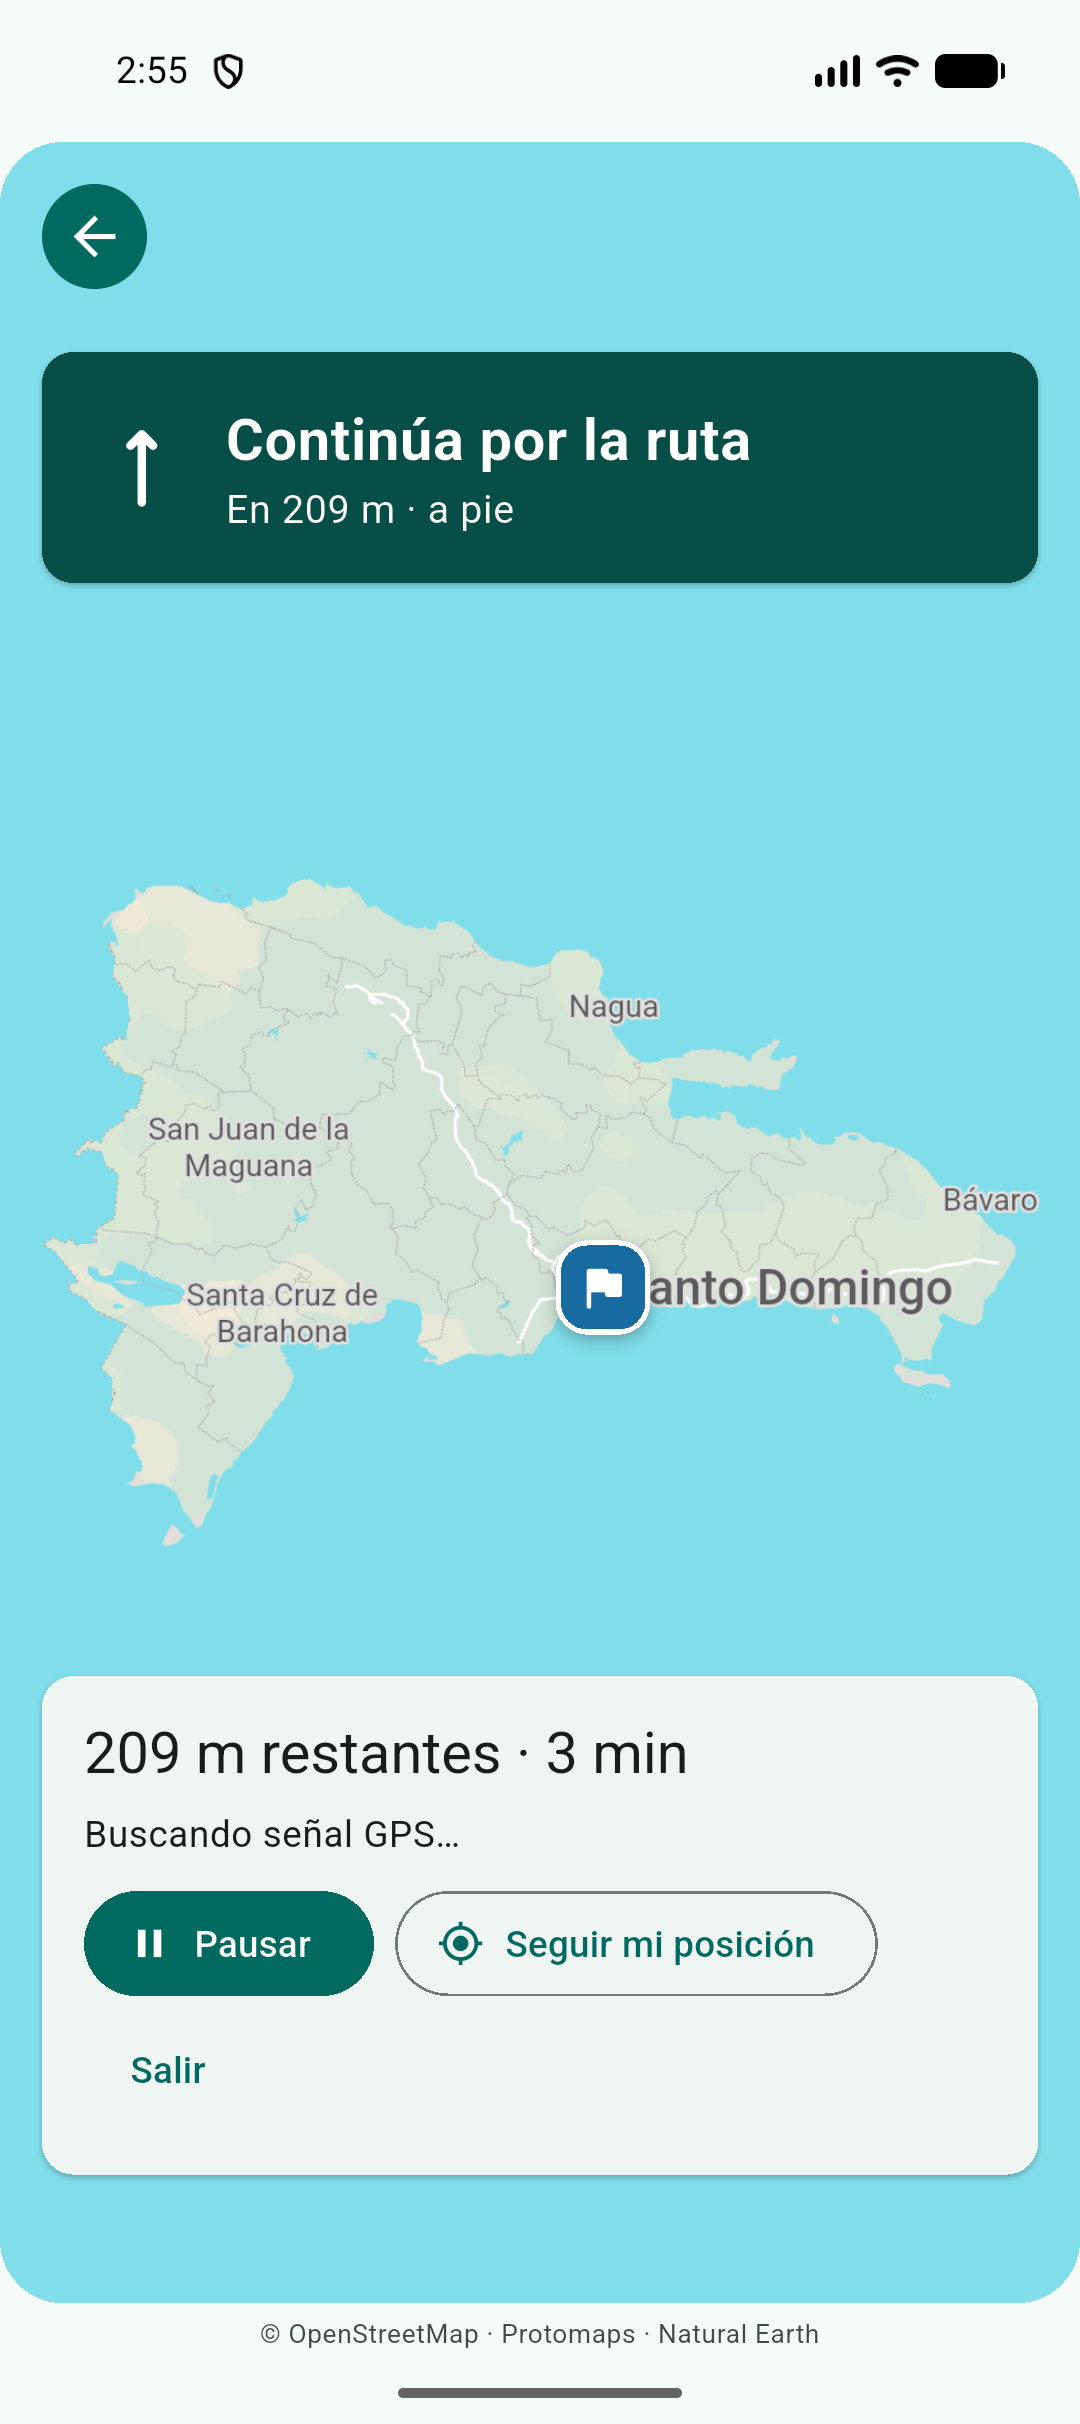 2:55
Continúa por la ruta
En 209 m · a pie
Nagua
San Juan de la
Maguana
Bávaro
anto Domingo
Santa Cruz de
Barahona
209 m restantes · 3 min
Buscando señal GPS…
Pausar
Seguir mi posición
Salir
© OpenStreetMap · Protomaps · Natural Earth